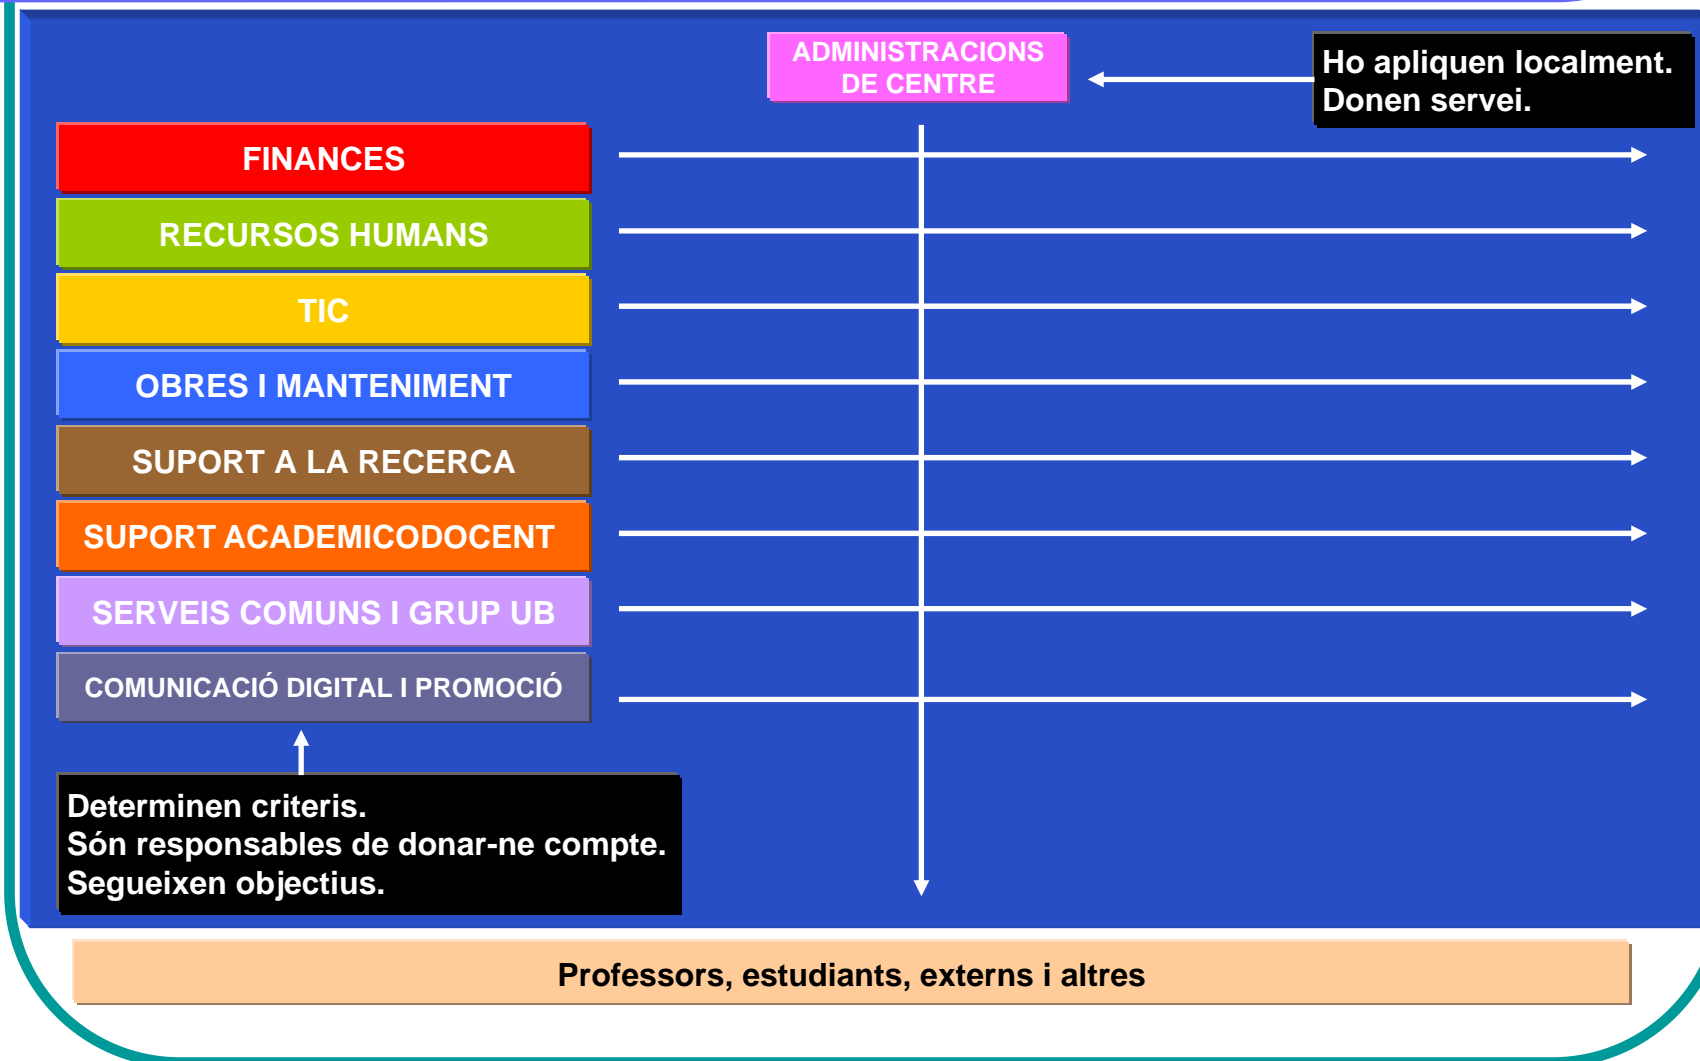 ADMINISTRACIONS
DE CENTRE
Ho apliquen localment.
Donen servei.
FINANCES
RECURSOS HUMANS
TIC
OBRES I MANTENIMENT
SUPORT A LA RECERCA
SUPORT ACADEMICODOCENT
SERVEIS COMUNS I GRUP UB
COMUNICACIÓ DIGITAL I PROMOCIÓ
Determinen criteris.
Són responsables de donar-ne compte.
Segueixen objectius.
Professors, estudiants, externs i altres